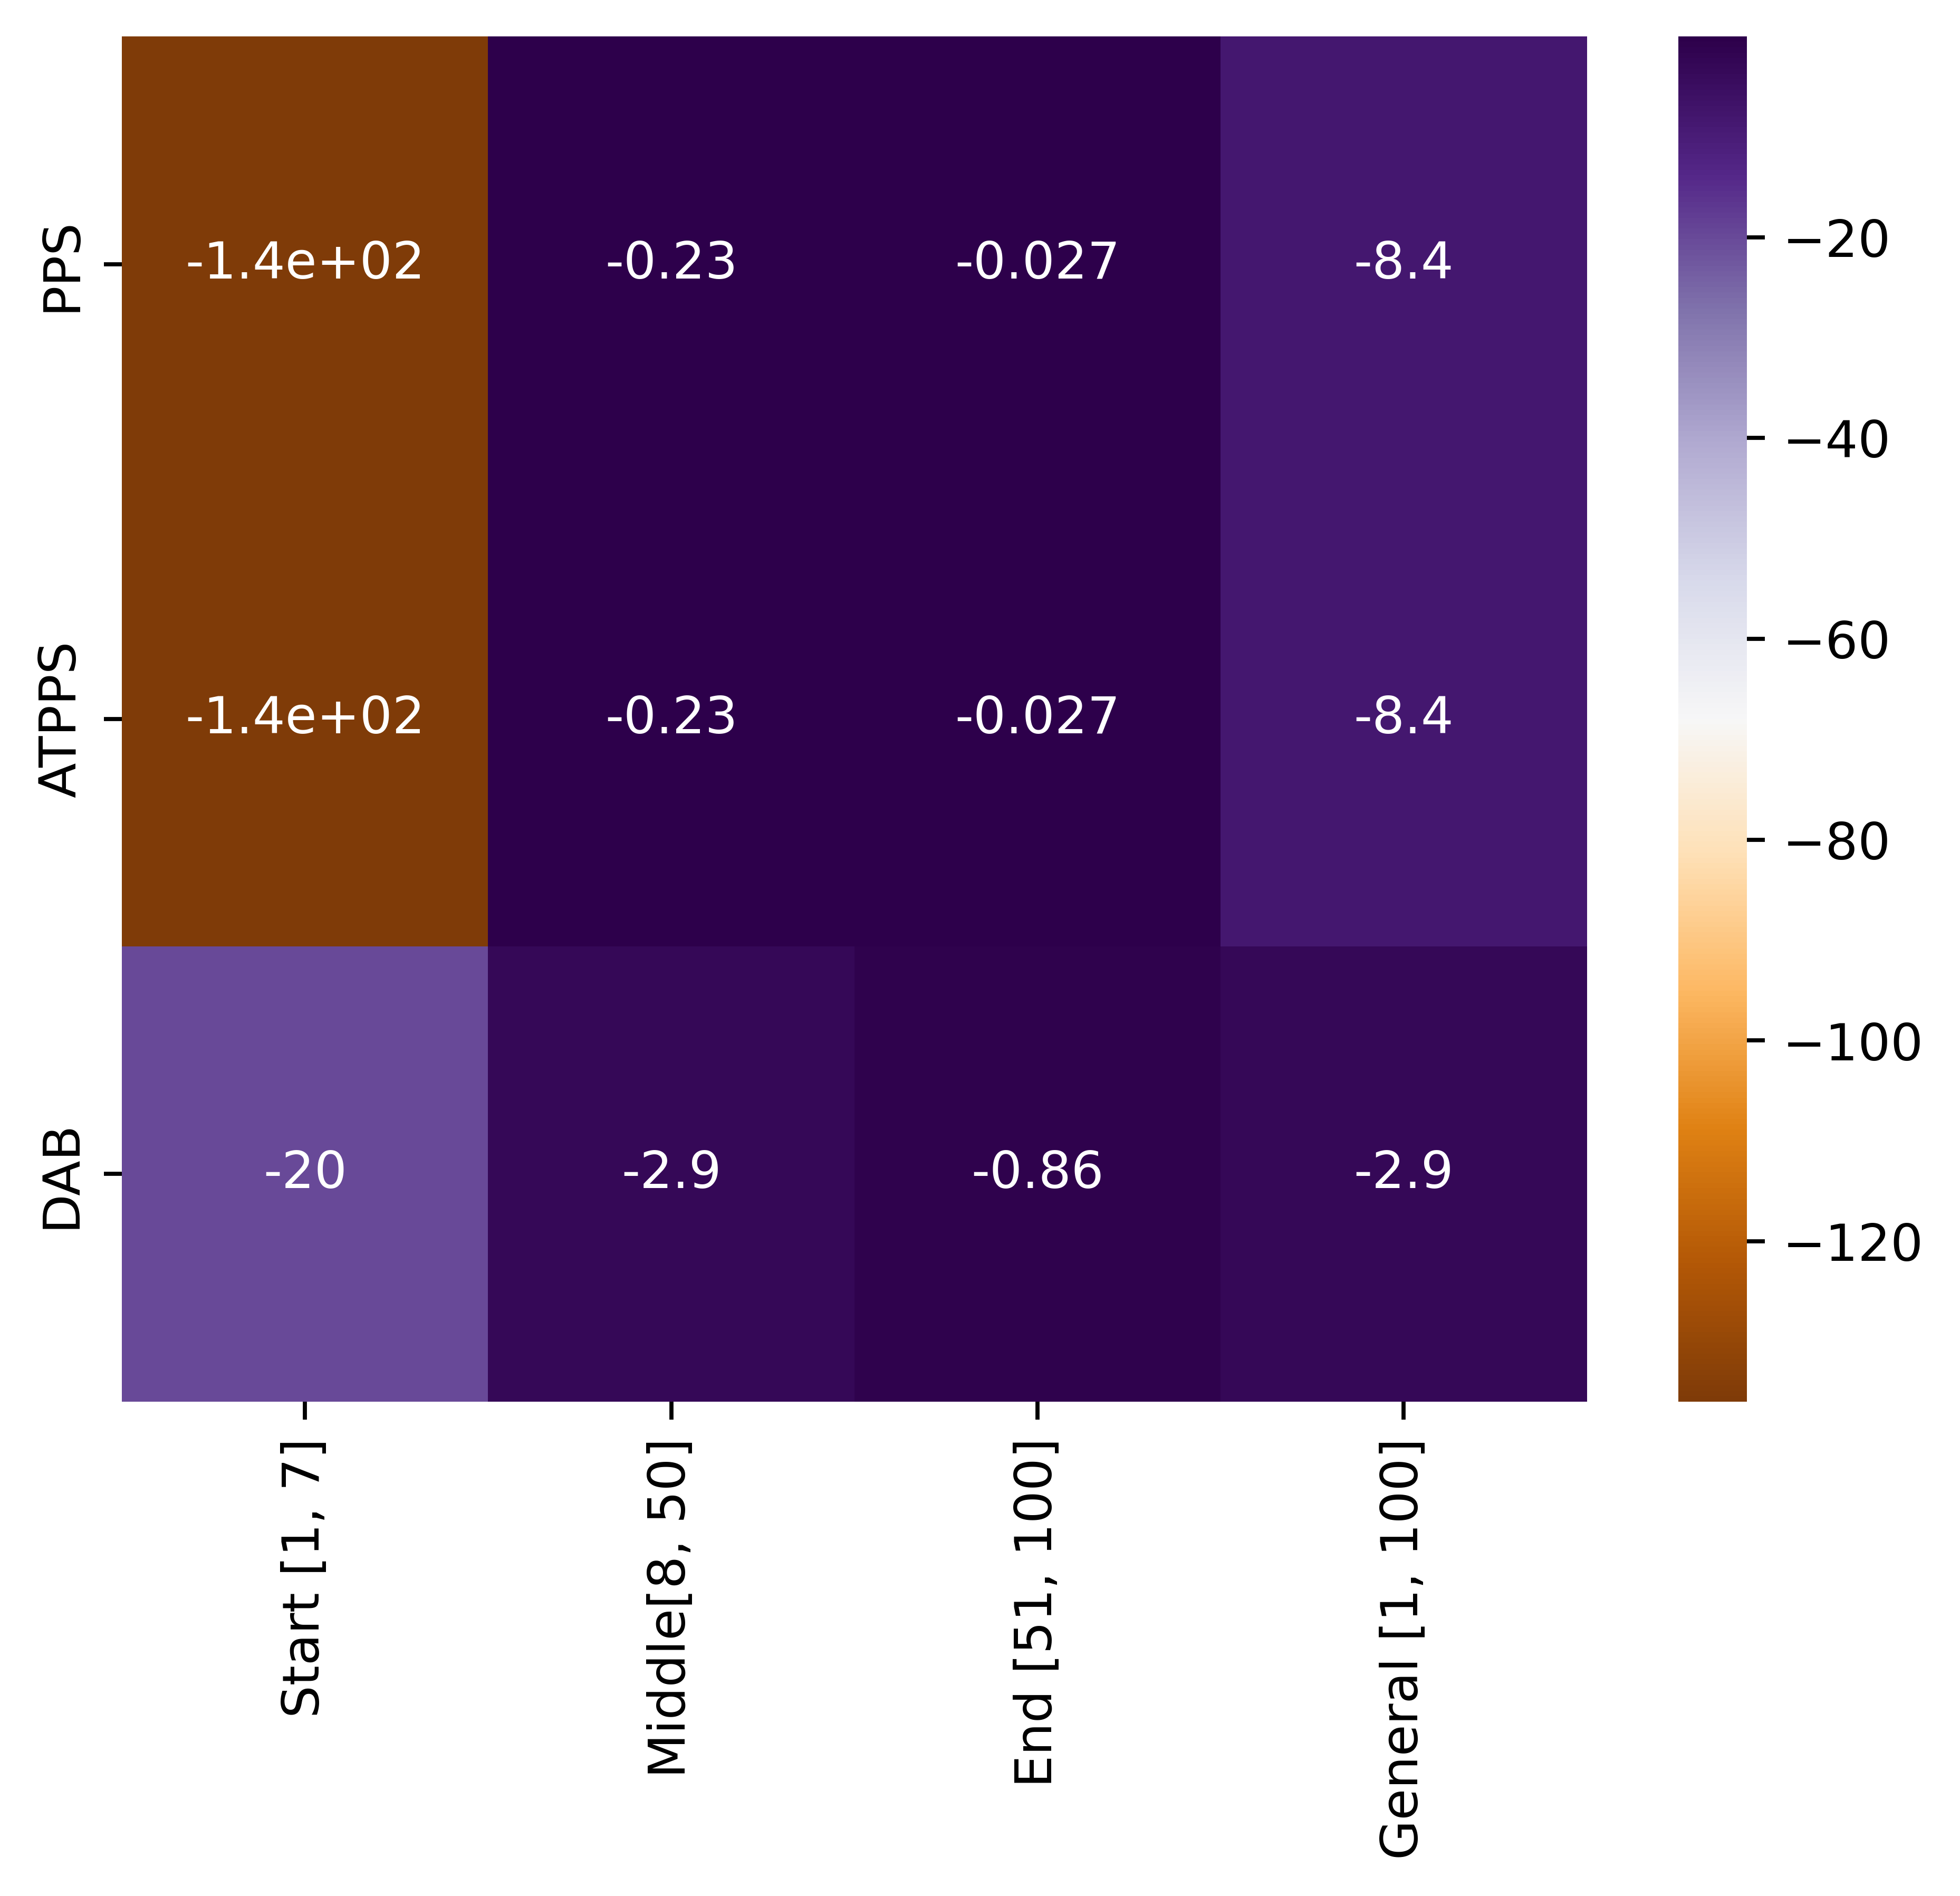 PPS -1.4e+02 -0.23 -0.027 -8.4
ATPPS -1.4e+02 -0.23 -0.027 -8.4
DAB -20 -2.9 -0.86 -2.9
Start [1, 7]
Middle[8, 50]
End [51, 100]
General [1, 100]
−20
−40
−60
−80
−100
−120